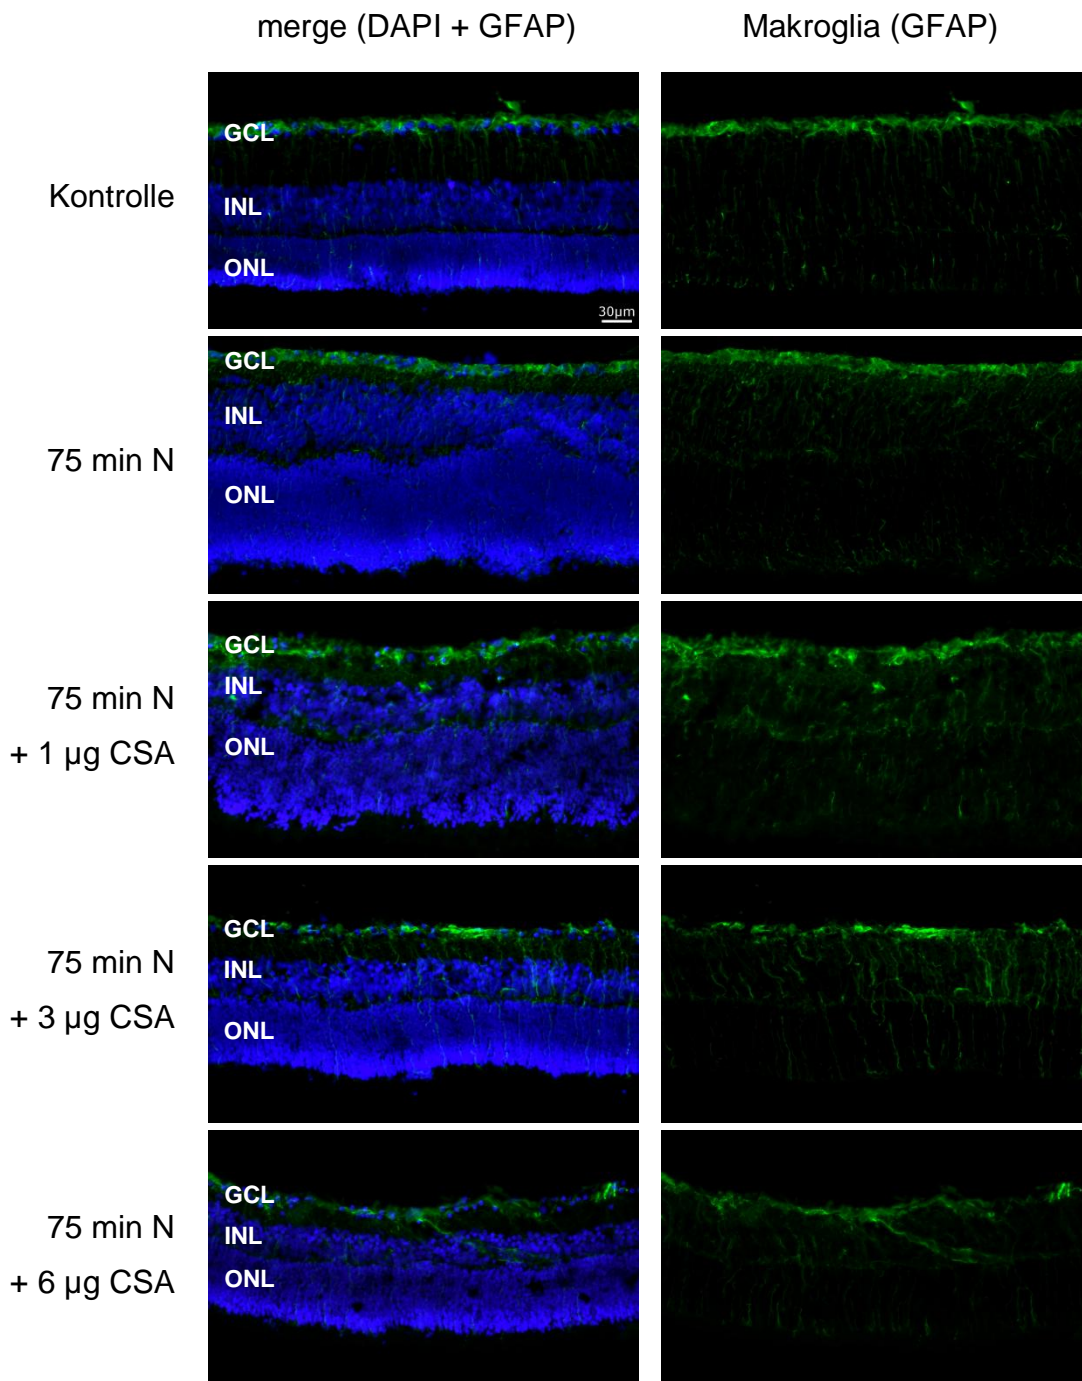 merge (DAPI + GFAP)
Makroglia (GFAP)
Kontrolle
GCL
INL
ONL
30µm
75 min N
GCL
INL
ONL
75 min N
+ 1 µg CSA
GCL
INL
ONL
75 min N
+ 3 µg CSA
GCL
INL
ONL
75 min N
+ 6 µg CSA
GCL
INL
ONL